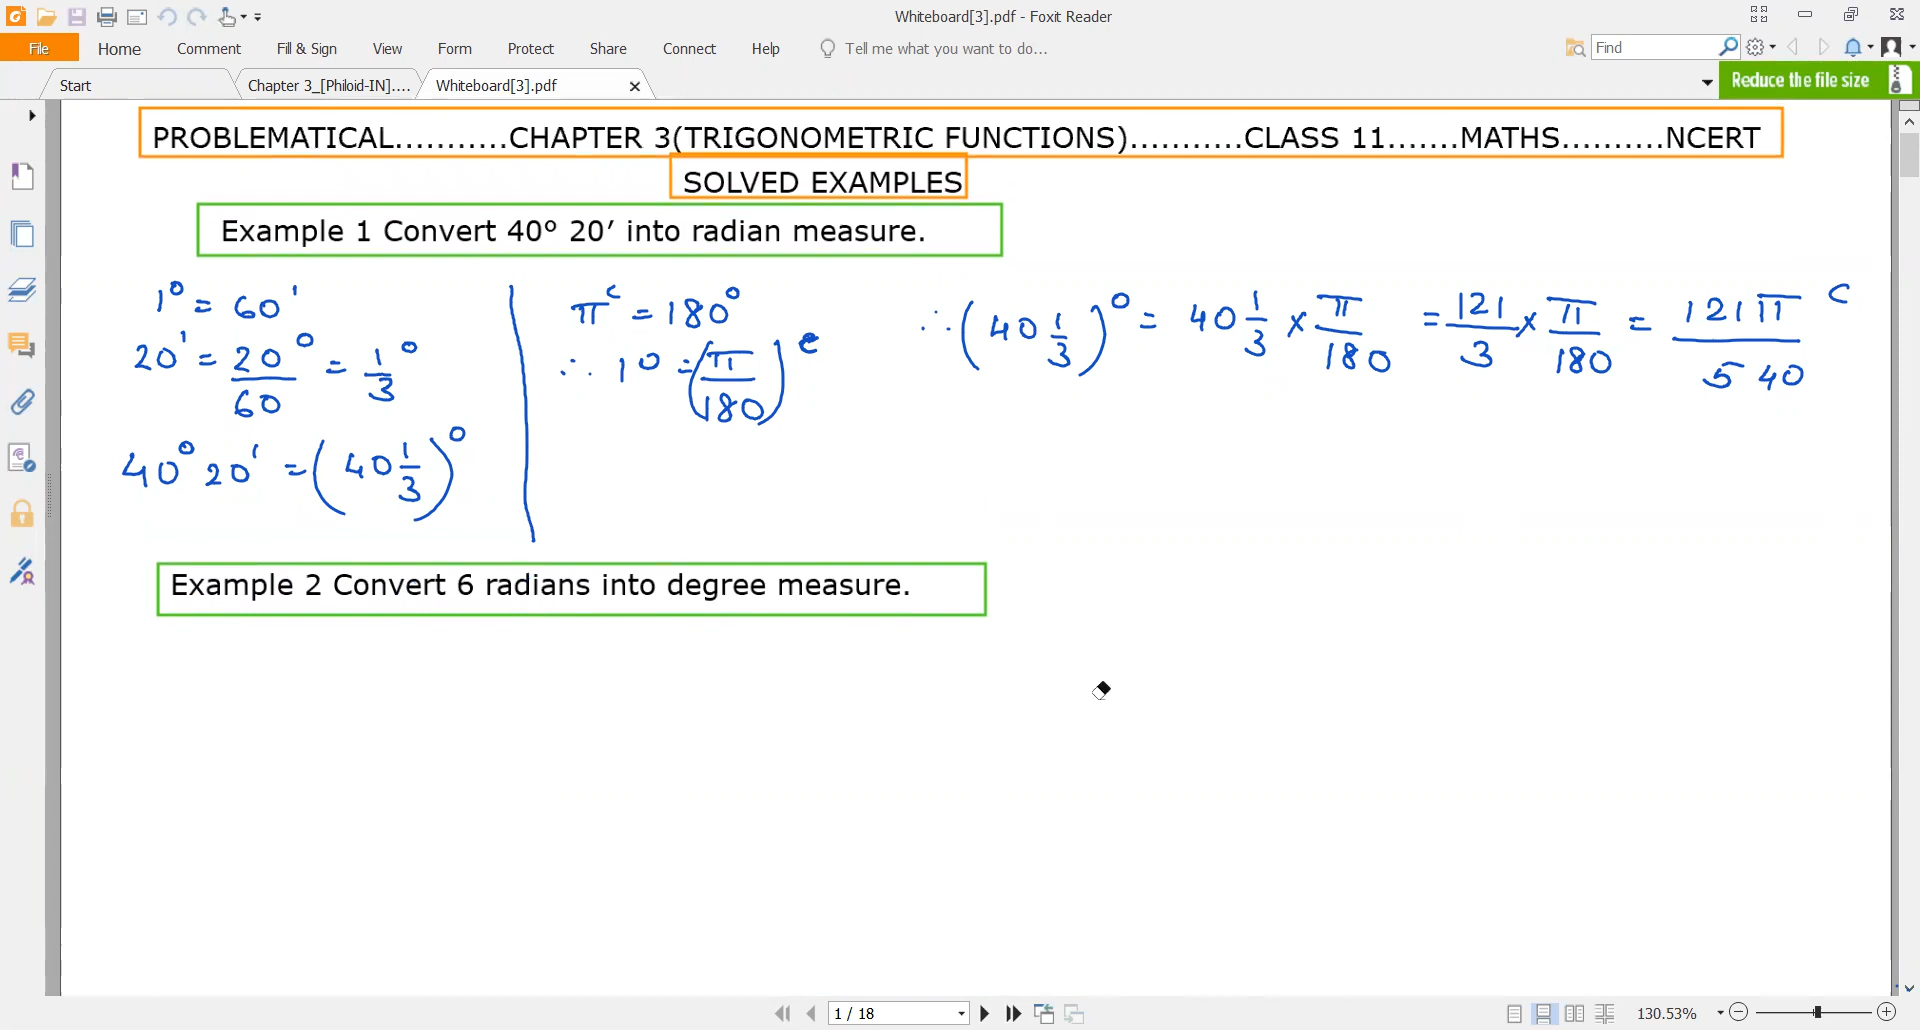 Whiteboard[3].pdf - Foxit Reader
File Home Comment Fill & Sign View Form Protect Share Connect Help Tell me what you want to do... Find
Start Chapter 3_[Philoid-IN].... Whiteboard[3].pdf Reduce the file size
PROBLEMATICAL...........CHAPTER 3(TRIGONOMETRIC FUNCTIONS)...........CLASS 11.......MATHS..........NCERT
SOLVED EXAMPLES
Example 1 Convert 40° 20′ into radian measure.
1° = 60'
20' = 20/60° = 1/3°
40° 20' = (40 1/3)°
π^c = 180°
∴ 1° = (π/180)^c
∴ (40 1/3)° = 40 1/3 × π/180 = 121/3 × π/180 = 121π/540 ^c
Example 2 Convert 6 radians into degree measure.
1 / 18 130.53%